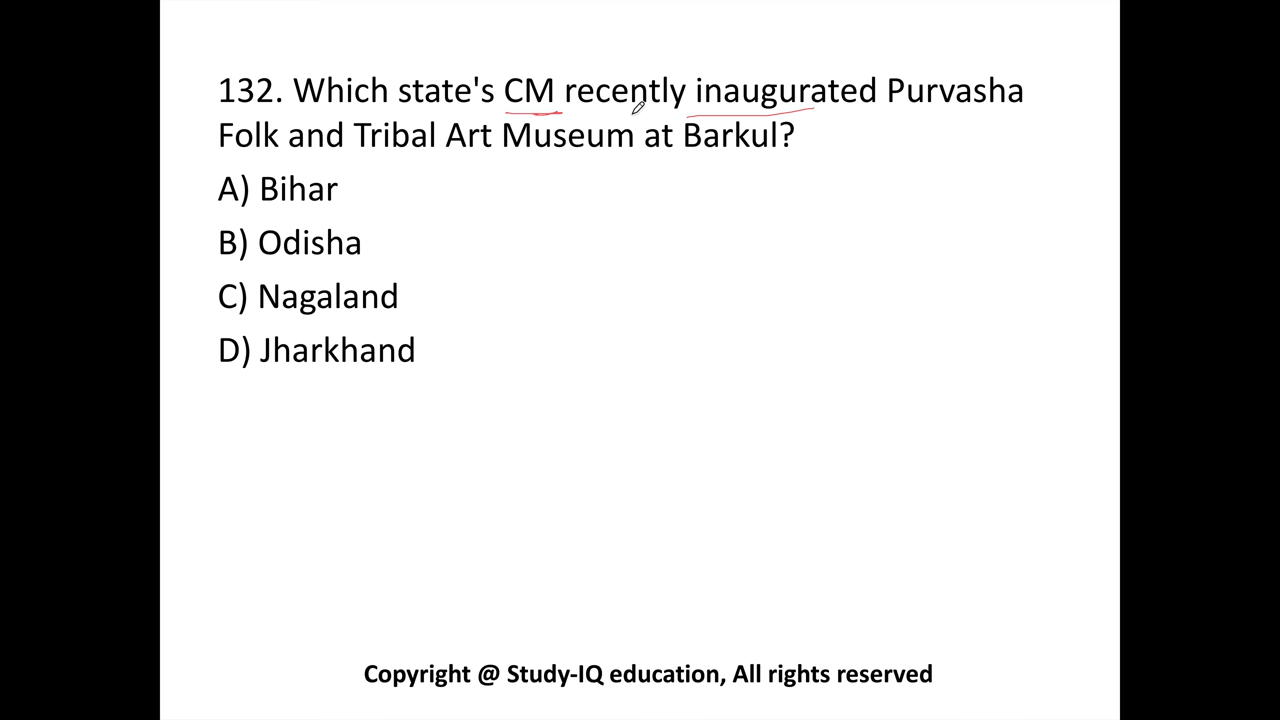 132. Which state's CM recently inaugurated Purvasha
Folk and Tribal Art Museum at Barkul?
A) Bihar
B) Odisha
C) Nagaland
D) Jharkhand
Copyright @ Study-IQ education, All rights reserved